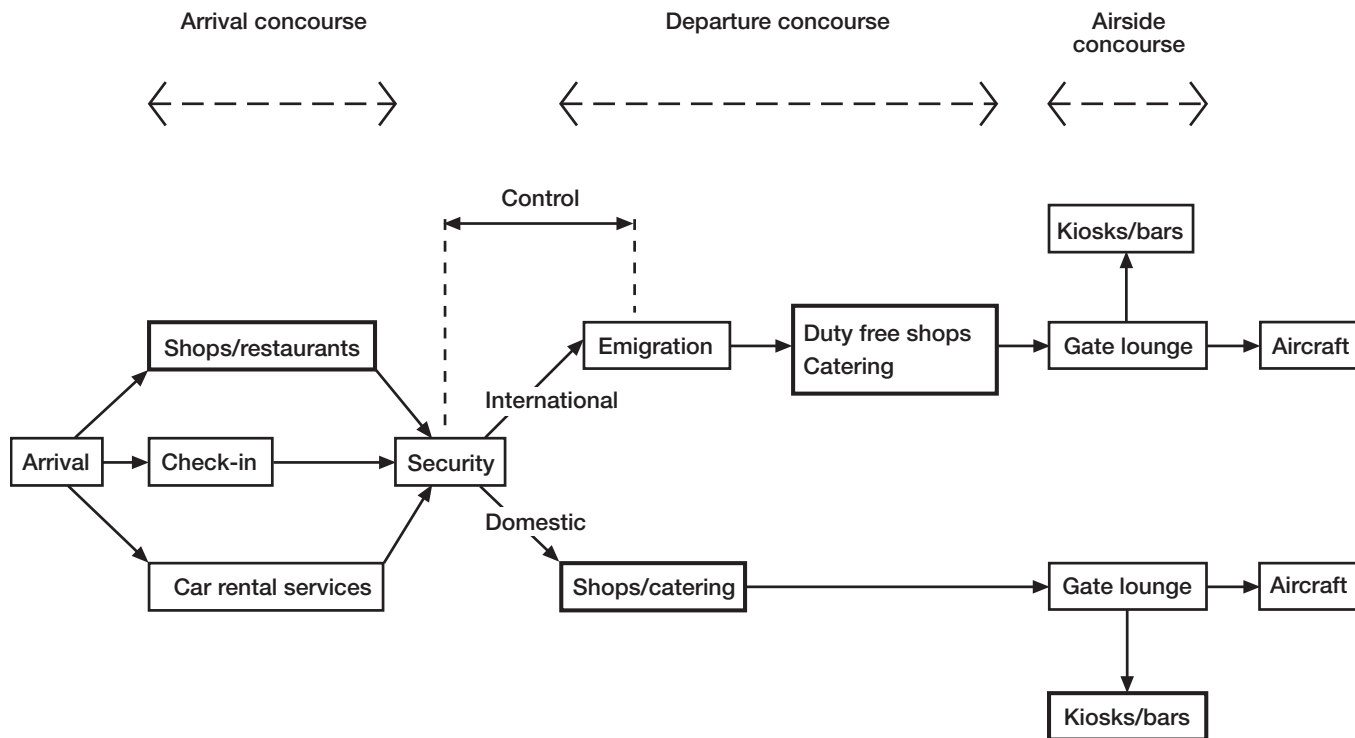 Arrival concourse
Departure concourse
Airside
concourse
Control
Kiosks/bars
Shops/restaurants
Emigration
Duty free shops
Catering
Gate lounge
Aircraft
International
Arrival
Check-in
Security
Domestic
Car rental services
Shops/catering
Gate lounge
Aircraft
Kiosks/bars